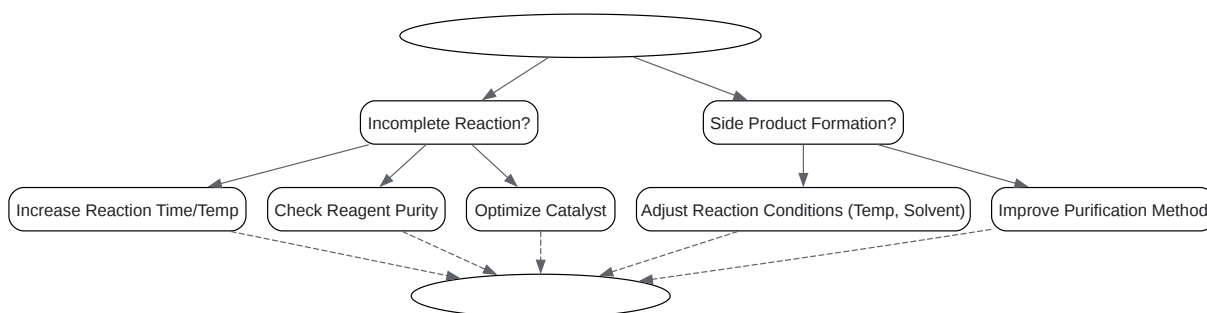 Incomplete Reaction?
Side Product Formation?
Increase Reaction Time/Temp
Check Reagent Purity
Optimize Catalyst
Adjust Reaction Conditions (Temp, Solvent)
Improve Purification Method